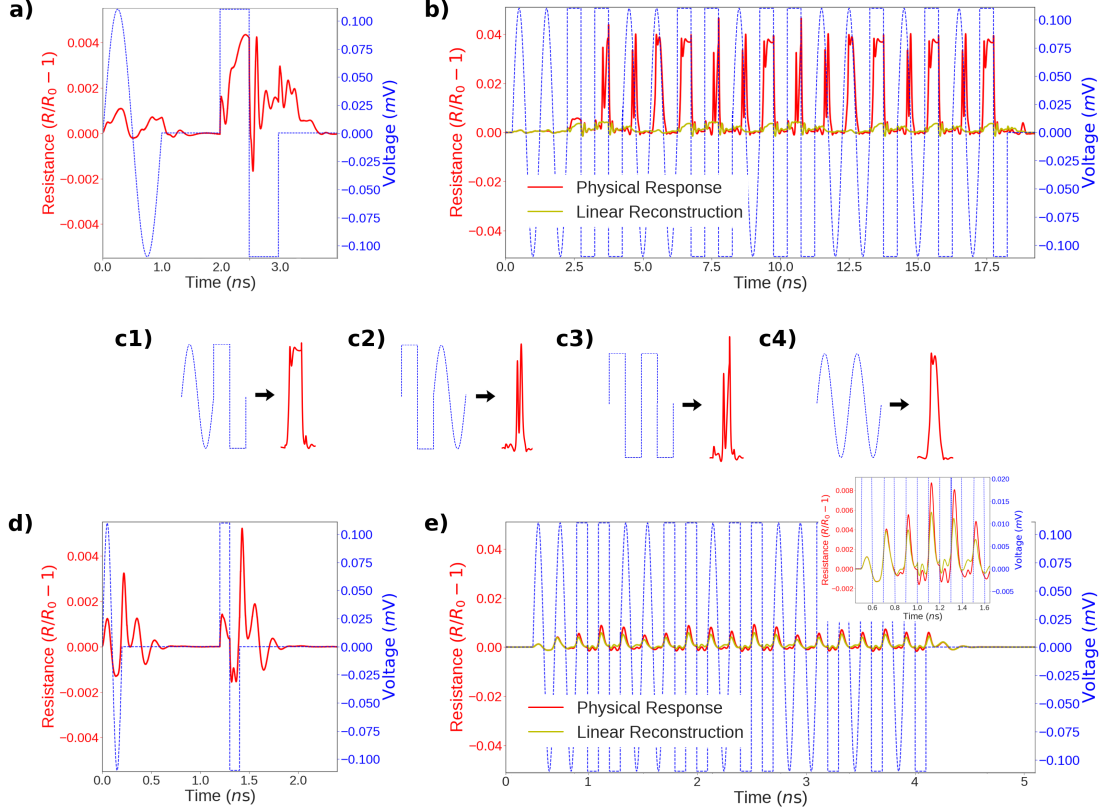 a)
0.004
0.002
0.000
−0.002
−0.004
Resistance (R/R0 − 1)
0.100
0.075
0.050
0.025
0.000
−0.025
−0.050
−0.075
−0.100
Voltage (mV)
0.0 1.0 2.0 3.0
Time (ns)
b)
0.04
0.02
0.00
−0.02
−0.04
Resistance (R/R0 − 1)
Physical Response
Linear Reconstruction
0.100
0.075
0.050
0.025
0.000
−0.025
−0.050
−0.075
−0.100
Voltage (mV)
0.0 2.5 5.0 7.5 10.0 12.5 15.0 17.5
Time (ns)
c1)
c2)
c3)
c4)
d)
0.004
0.002
0.000
−0.002
−0.004
Resistance (R/R0 − 1)
0.100
0.075
0.050
0.025
0.000
−0.025
−0.050
−0.075
−0.100
Voltage (mV)
0.0 0.5 1.0 1.5 2.0
Time (ns)
e)
0.04
0.02
0.00
−0.02
−0.04
Resistance (R/R0 − 1)
Physical Response
Linear Reconstruction
0.100
0.075
0.050
0.025
0.000
−0.025
−0.050
−0.075
−0.100
Voltage (mV)
0 1 2 3 4 5
Time (ns)
0.008
0.006
0.004
0.002
0.000
−0.002
Resistance (R/R0 − 1)
0.020
0.015
0.010
0.005
0.000
−0.005
Voltage (mV)
0.6 0.8 1.0 1.2 1.4 1.6
Time (ns)